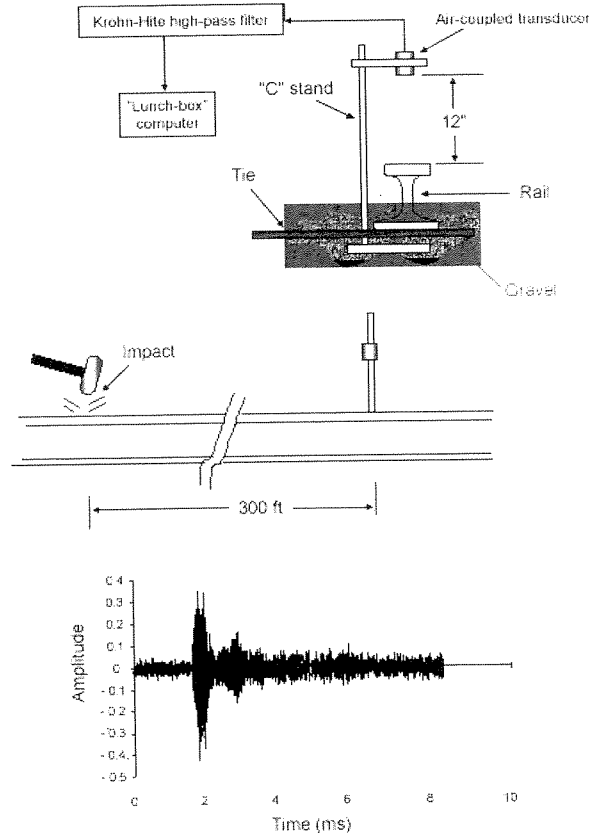 Krohn-Hite high-pass filter
Air-coupled transducer
"Lunch-box"
computer
"C" stand
12"
Tie
Rail
Gravel
Impact
300 ft
Amplitude
0.4
0.3
0.2
0.1
0
-0.1
-0.2
-0.3
-0.4
-0.5
0
2
4
6
8
10
Time (ms)